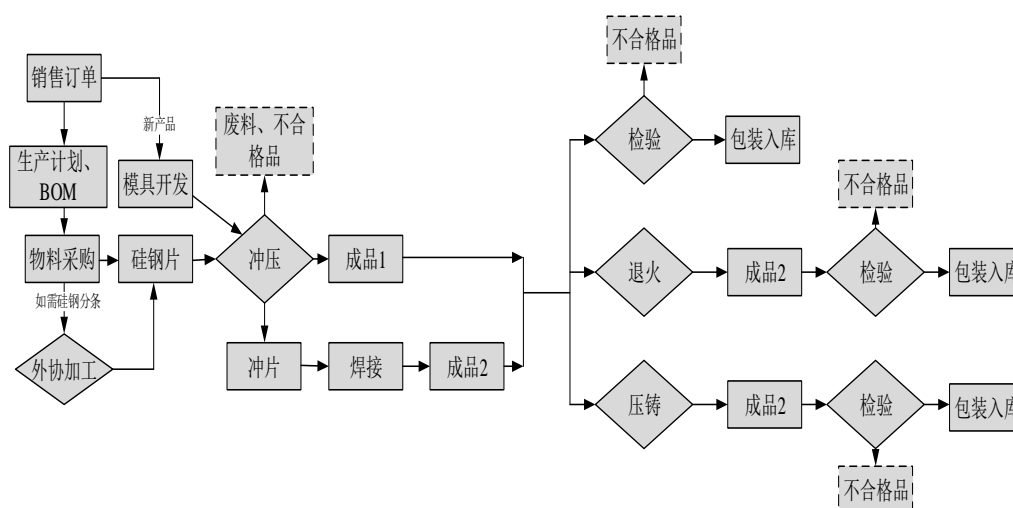 销售订单
新产品
生产计划、
BOM
模具开发
物料采购
硅钢片
如需硅钢分条
外协加工
废料、不合
格品
冲压
成品1
冲片
焊接
成品2
不合格品
检验
包装入库
退火
成品2
不合格品
检验
包装入库
压铸
成品2
检验
包装入库
不合格品